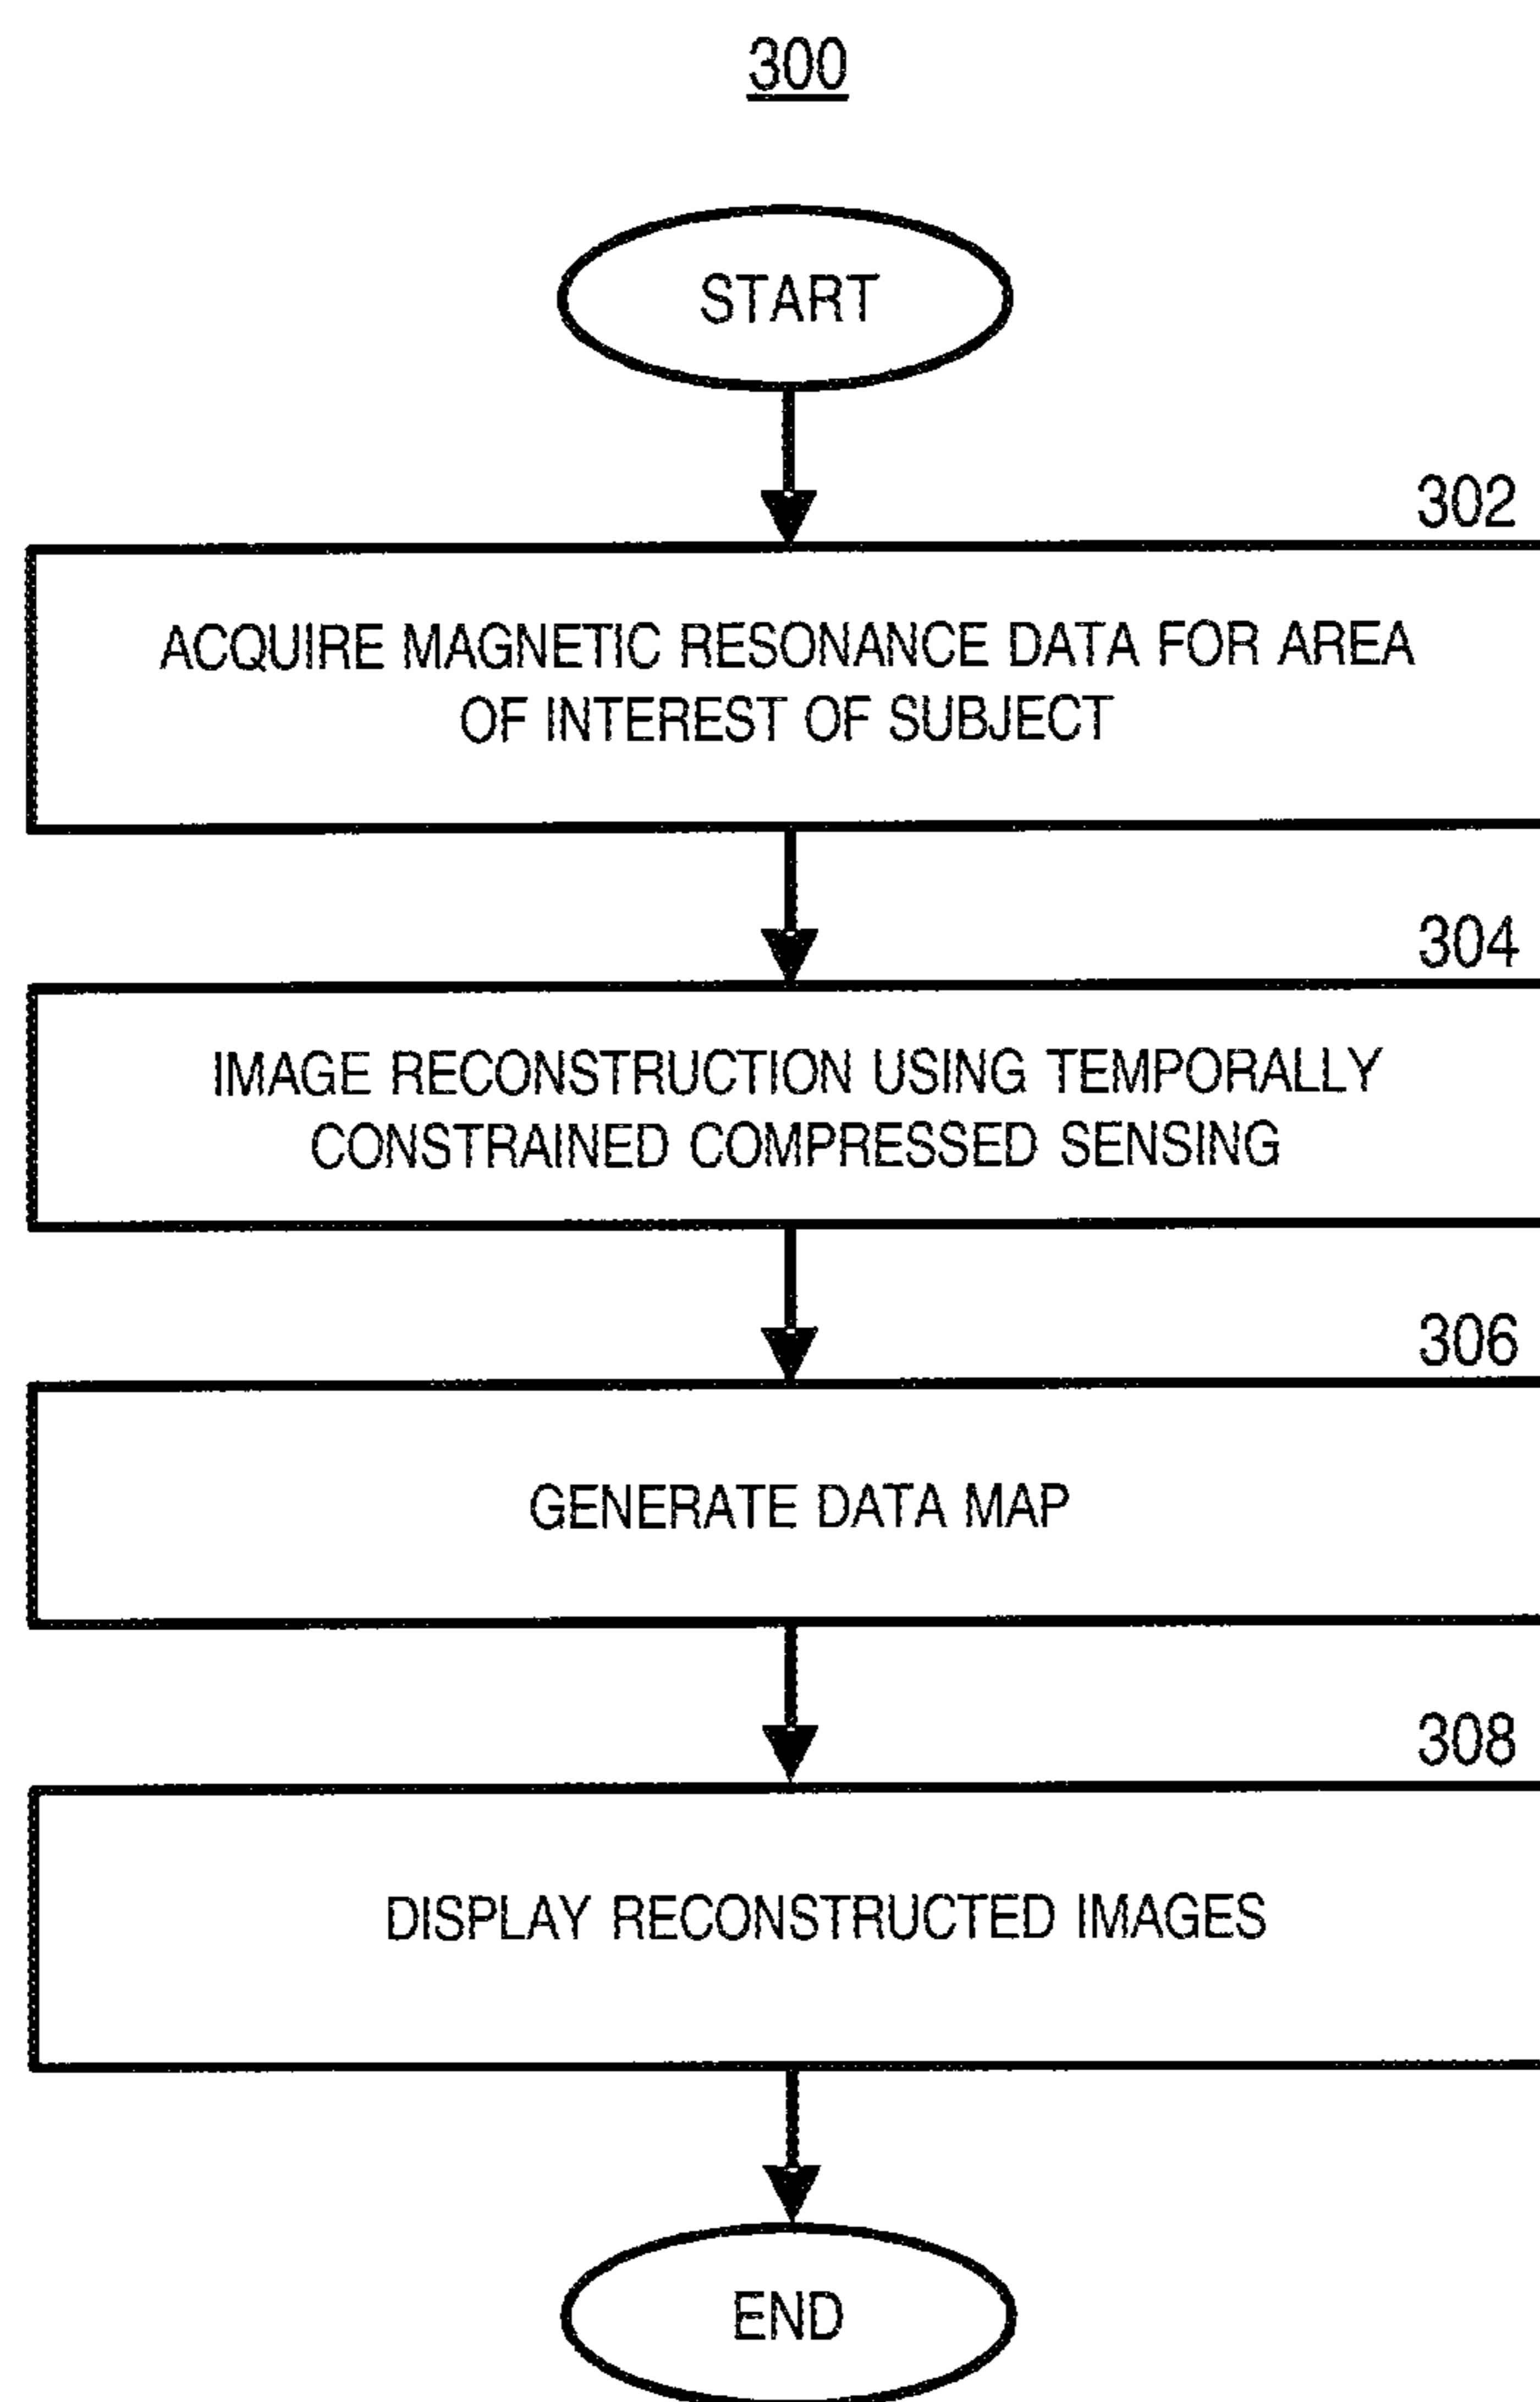 300
START
302
ACQUIRE MAGNETIC RESONANCE DATA FOR AREA
OF INTEREST OF SUBJECT
304
IMAGE RECONSTRUCTION USING TEMPORALLY
CONSTRAINED COMPRESSED SENSING
306
GENERATE DATA MAP
308
DISPLAY RECONSTRUCTED IMAGES
END